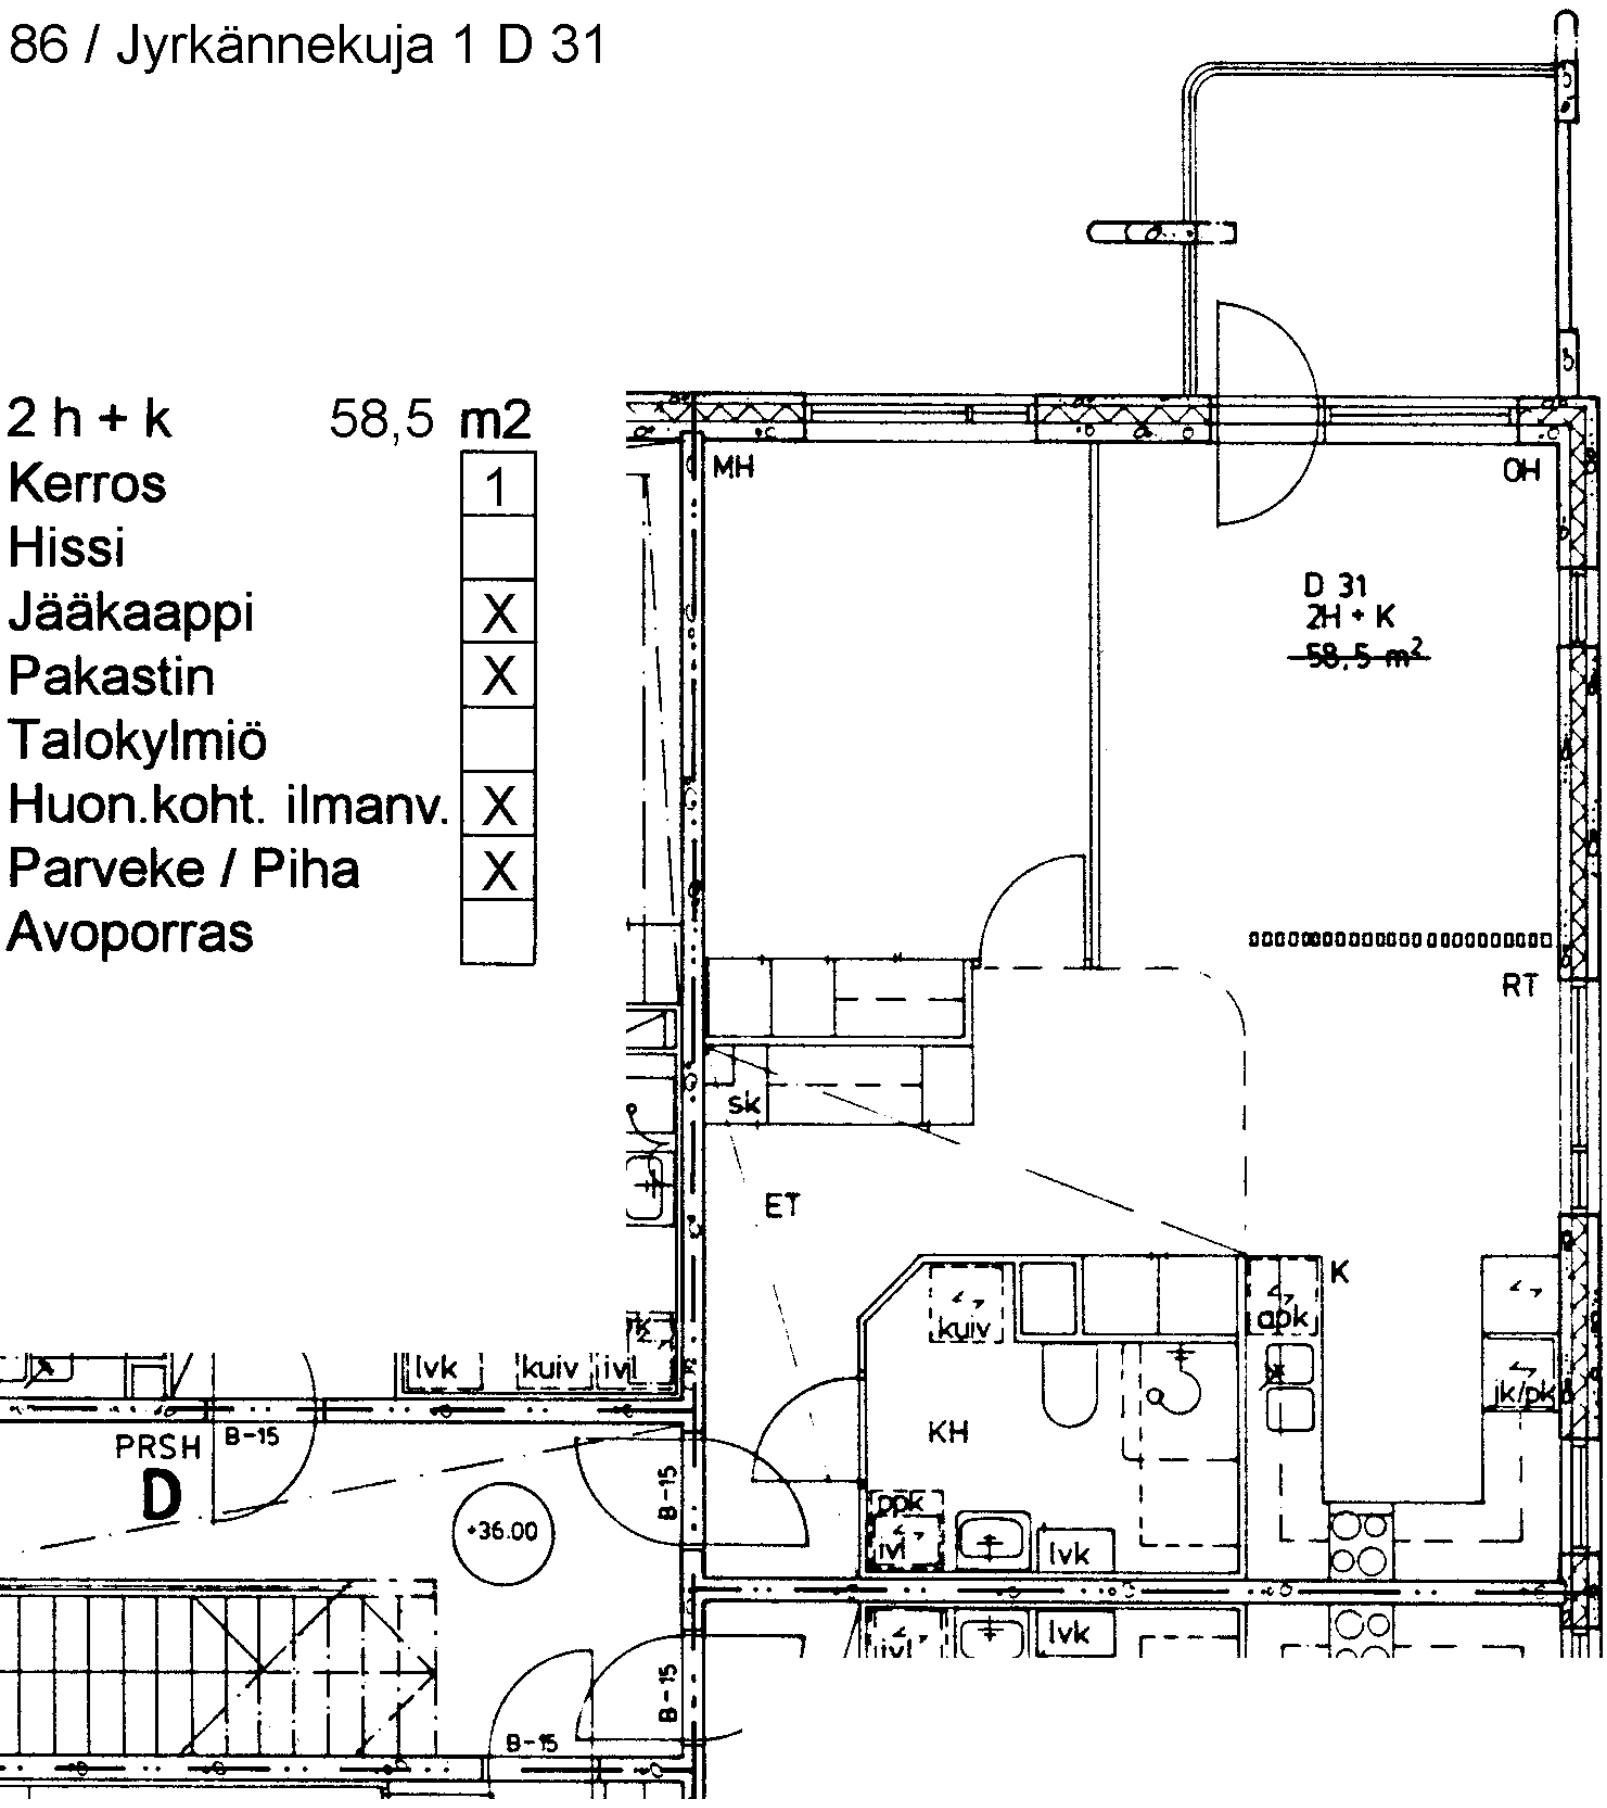 86 / Jyrkännekuja 1 D 31
2 h + k 58,5 m2
Kerros 1
Hissi
Jääkaappi X
Pakastin X
Talokylmiö
Huon.koht. ilmanv. X
Parveke / Piha X
Avoporras
MH
OH
D 31
2H + K
58,5 m²
RT
sk
ET
K
kuiv
apk
jk/pk
lvk
kuiv
ivl
KH
PRSH
B-15
D
B-15
+36.00
ppk
ivl
lvk
ivl
lvk
B-15
B-15